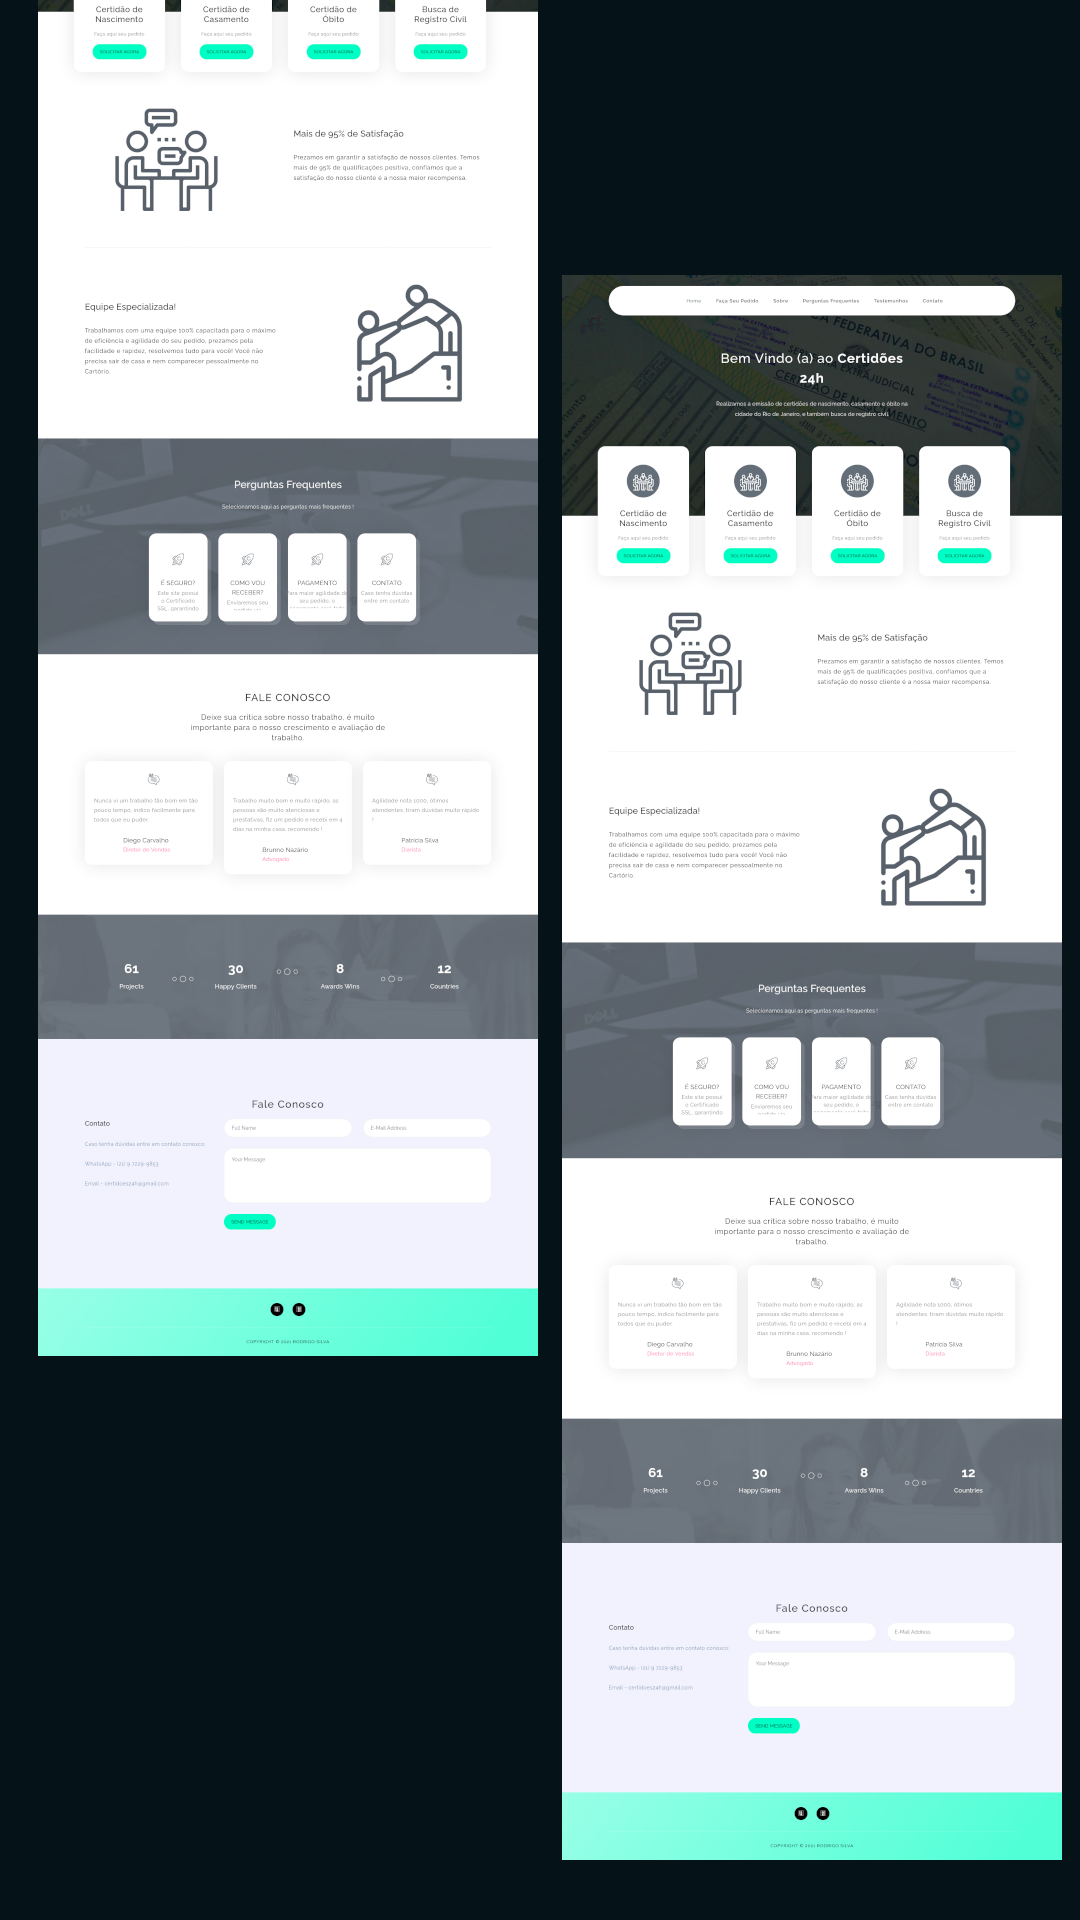 Certidão de
Nascimento
Faça aqui seu pedido
SOLICITAR AGORA
Certidão de
Casamento
Faça aqui seu pedido
SOLICITAR AGORA
Certidão de
Óbito
Faça aqui seu pedido
SOLICITAR AGORA
Busca de
Registro Civil
Faça aqui seu pedido
SOLICITAR AGORA
Mais de 95% de Satisfação
Prezamos em garantir a satisfação de nossos clientes. Temos
mais de 95% de qualificações positiva, confiamos que a
satisfação do nosso cliente é a nossa maior recompensa.
Equipe Especializada!
Trabalhamos com uma equipe 100% capacitada para o máximo
de eficiência e agilidade do seu pedido, prezamos pela
facilidade e rapidez, resolvemos tudo para você! Você não
precisa sair de casa e nem comparecer pessoalmente no
Cartório.
DELL
Perguntas Frequentes
Selecionamos aqui as perguntas mais frequentes !
É SEGURO?
Este site possui
o Certificado
SSL, garantindo
COMO VOU
RECEBER?
Enviaremos seu
PAGAMENTO
Para maior agilidade do
seu pedido, o
CONTATO
Caso tenha dúvidas
entre em contato
FALE CONOSCO
Deixe sua crítica sobre nosso trabalho, é muito
importante para o nosso crescimento e avaliação de
trabalho.
Nunca vi um trabalho tão bom em tão
pouco tempo, indico facilmente para
todos que eu puder.
Diego Carvalho
Diretor de Vendas
Trabalho muito bom e muito rápido, as
pessoas são muito atenciosas e
prestativas, fiz um pedido e recebi em 4
dias na minha casa, recomendo !
Brunno Nazário
Advogado
Agilidade nota 1000, ótimos
atendentes, tiram dúvidas muito rápido
!
Patrícia Silva
Diarista
61
Projects
30
Happy Clients
8
Awards Wins
12
Countries
Fale Conosco
Contato
Caso tenha dúvidas entre em contato conosco:
WhatsApp - (21) 9 7229-9853
Email - certidoes24h@gmail.com
Full Name
E-Mail Address
Your Message
SEND MESSAGE
COPYRIGHT © 2021 RODRIGO SILVA
Home
Faça Seu Pedido
Sobre
Perguntas Frequentes
Testemunhos
Contato
Bem Vindo (a) ao Certidões
24h
Realizamos a emissão de certidões de nascimento, casamento e óbito na
cidade do Rio de Janeiro, e também busca de registro civil.
Certidão de
Nascimento
Faça aqui seu pedido
SOLICITAR AGORA
Certidão de
Casamento
Faça aqui seu pedido
SOLICITAR AGORA
Certidão de
Óbito
Faça aqui seu pedido
SOLICITAR AGORA
Busca de
Registro Civil
Faça aqui seu pedido
SOLICITAR AGORA
Mais de 95% de Satisfação
Prezamos em garantir a satisfação de nossos clientes. Temos
mais de 95% de qualificações positiva, confiamos que a
satisfação do nosso cliente é a nossa maior recompensa.
Equipe Especializada!
Trabalhamos com uma equipe 100% capacitada para o máximo
de eficiência e agilidade do seu pedido, prezamos pela
facilidade e rapidez, resolvemos tudo para você! Você não
precisa sair de casa e nem comparecer pessoalmente no
Cartório.
DELL
Perguntas Frequentes
Selecionamos aqui as perguntas mais frequentes !
É SEGURO?
Este site possui
o Certificado
SSL, garantindo
COMO VOU
RECEBER?
Enviaremos seu
PAGAMENTO
Para maior agilidade do
seu pedido, o
CONTATO
Caso tenha dúvidas
entre em contato
FALE CONOSCO
Deixe sua crítica sobre nosso trabalho, é muito
importante para o nosso crescimento e avaliação de
trabalho.
Nunca vi um trabalho tão bom em tão
pouco tempo, indico facilmente para
todos que eu puder.
Diego Carvalho
Diretor de Vendas
Trabalho muito bom e muito rápido, as
pessoas são muito atenciosas e
prestativas, fiz um pedido e recebi em 4
dias na minha casa, recomendo !
Brunno Nazário
Advogado
Agilidade nota 1000, ótimos
atendentes, tiram dúvidas muito rápido
!
Patrícia Silva
Diarista
61
Projects
30
Happy Clients
8
Awards Wins
12
Countries
Fale Conosco
Contato
Caso tenha dúvidas entre em contato conosco:
WhatsApp - (21) 9 7229-9853
Email - certidoes24h@gmail.com
Full Name
E-Mail Address
Your Message
SEND MESSAGE
COPYRIGHT © 2021 RODRIGO SILVA